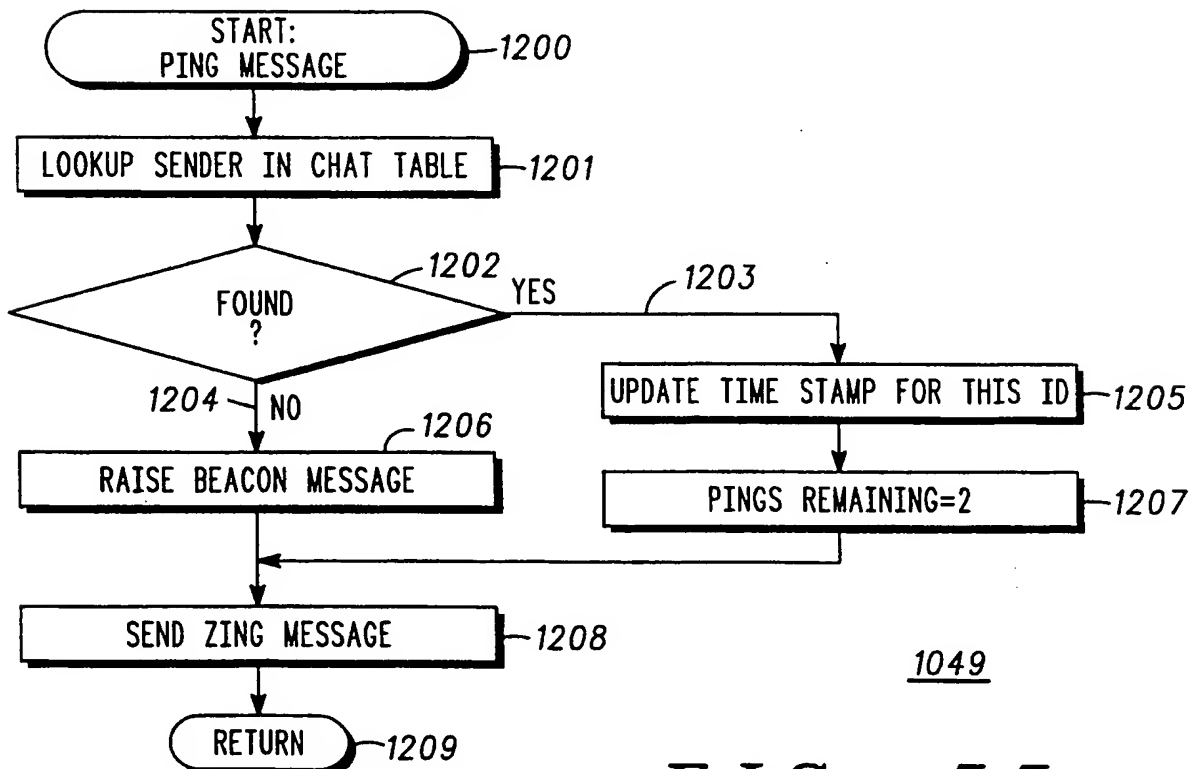 START:
PING MESSAGE
1200
LOOKUP SENDER IN CHAT TABLE
1201
1202
FOUND
?
YES
1203
1204
NO
UPDATE TIME STAMP FOR THIS ID
1205
1206
RAISE BEACON MESSAGE
PINGS REMAINING=2
1207
SEND ZING MESSAGE
1208
1049
RETURN
1209